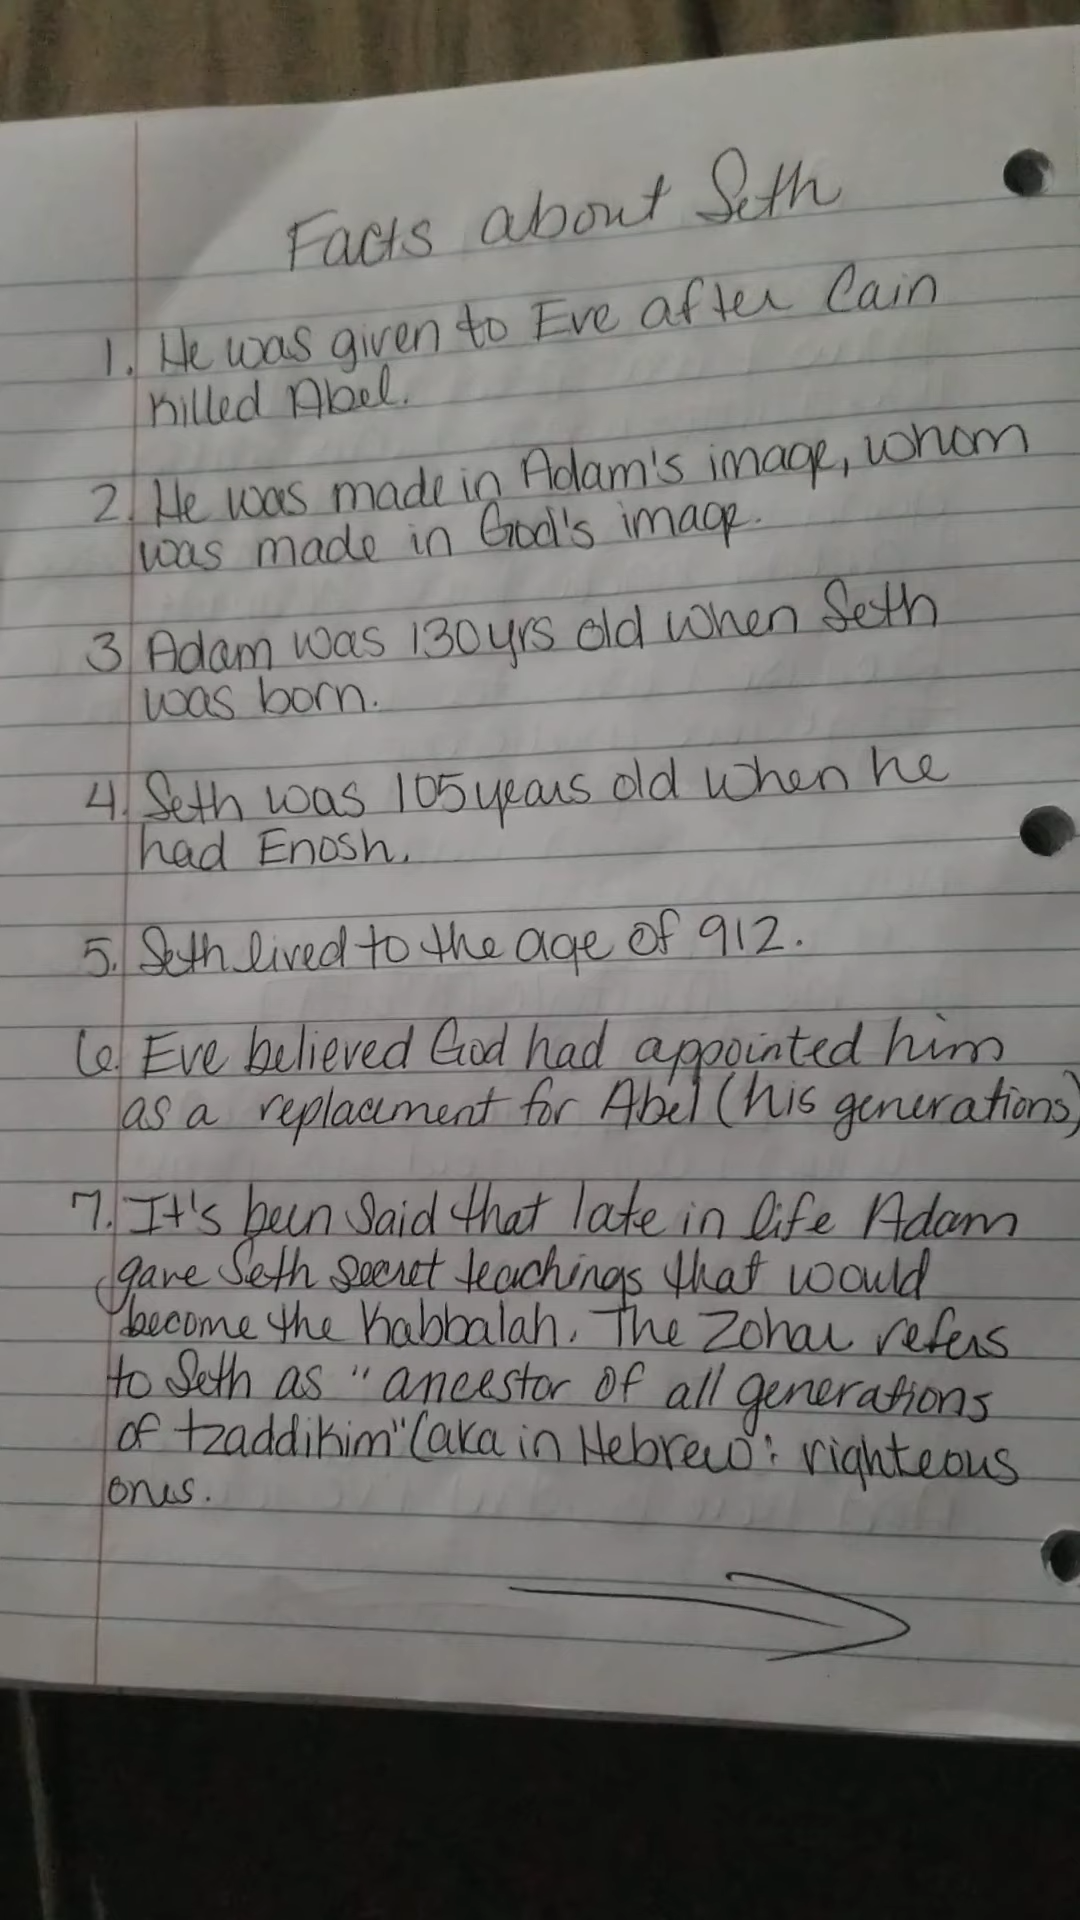 Facts about Seth
1. He was given to Eve after Cain
killed Abel.
2. He was made in Adam's image, whom
was made in God's image.
3 Adam was 130yrs old when Seth
was born.
4. Seth was 105 years old when he
had Enosh.
5. Seth lived to the age of 912.
6. Eve believed God had appointed him
as a replacement for Abel (his generations)
7. It's been said that late in life Adam
gave Seth secret teachings that would
become the Kabbalah. The Zohar refers
to Seth as "ancestor of all generations
of tzaddikim" (aka in Hebrew: righteous
ones.